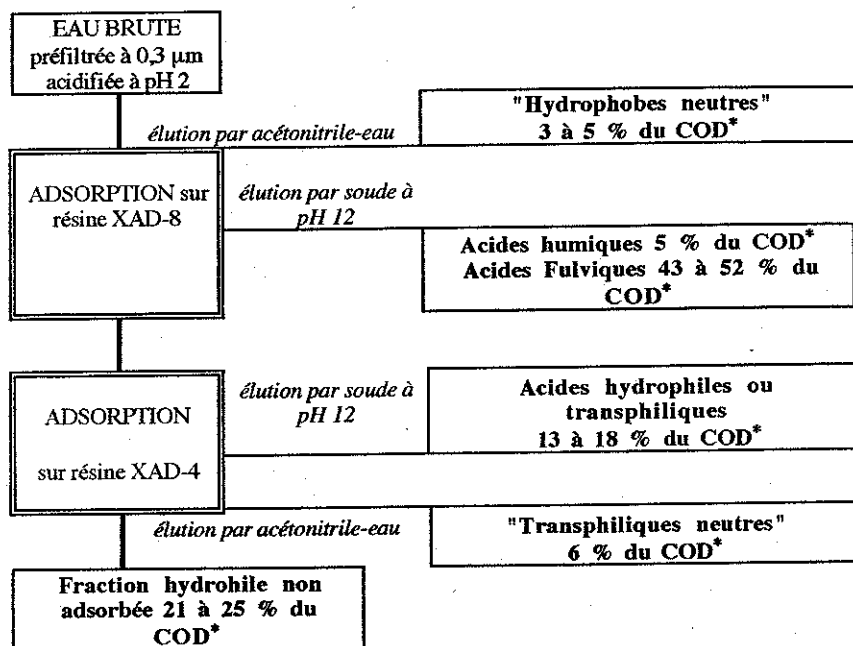 EAU BRUTE
préfiltrée à 0,3 µm
acidifiée à pH 2
élution par acétonitrile-eau
"Hydrophobes neutres"
3 à 5 % du COD*
ADSORPTION sur
résine XAD-8
élution par soude à
pH 12
Acides humiques 5 % du COD*
Acides Fulviques 43 à 52 % du
COD*
ADSORPTION
sur résine XAD-4
élution par soude à
pH 12
Acides hydrophiles ou
transphiliques
13 à 18 % du COD*
élution par acétonitrile-eau
"Transphiliques neutres"
6 % du COD*
Fraction hydrohile non
adsorbée 21 à 25 % du
COD*